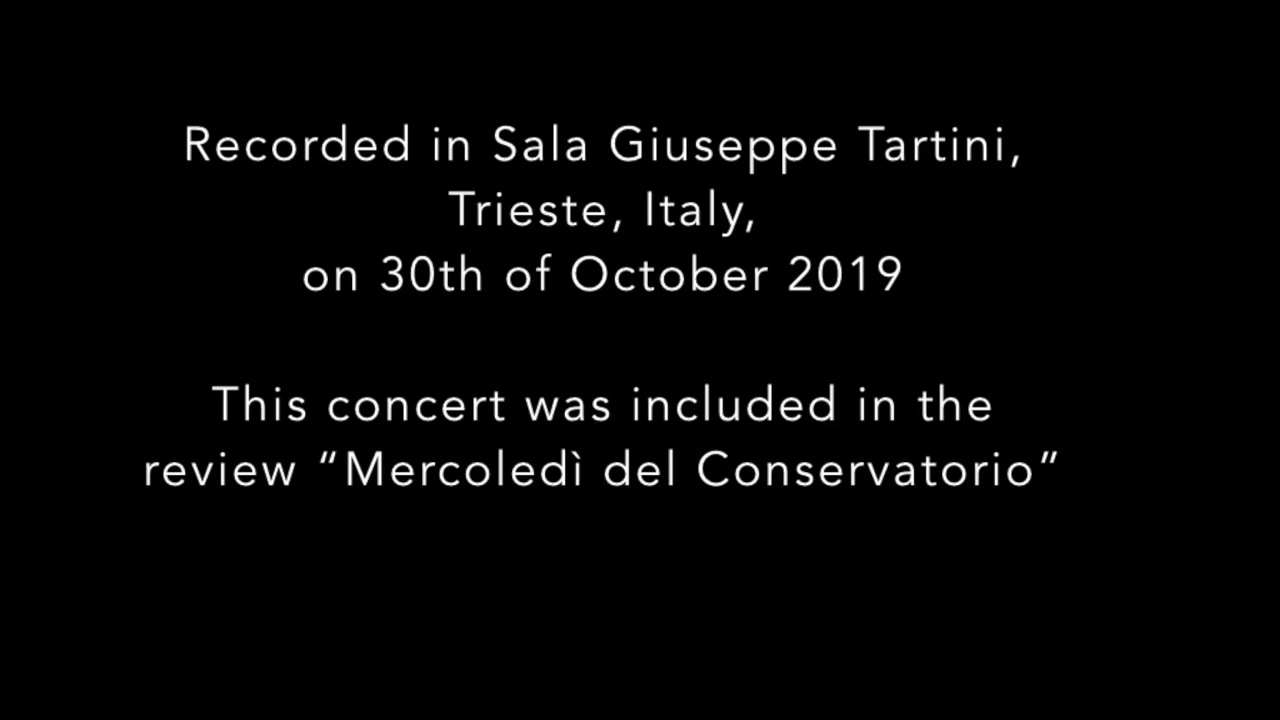 Recorded in Sala Giuseppe Tartini,
Trieste, Italy,
on 30th of October 2019
This concert was included in the
review “Mercoledì del Conservatorio”